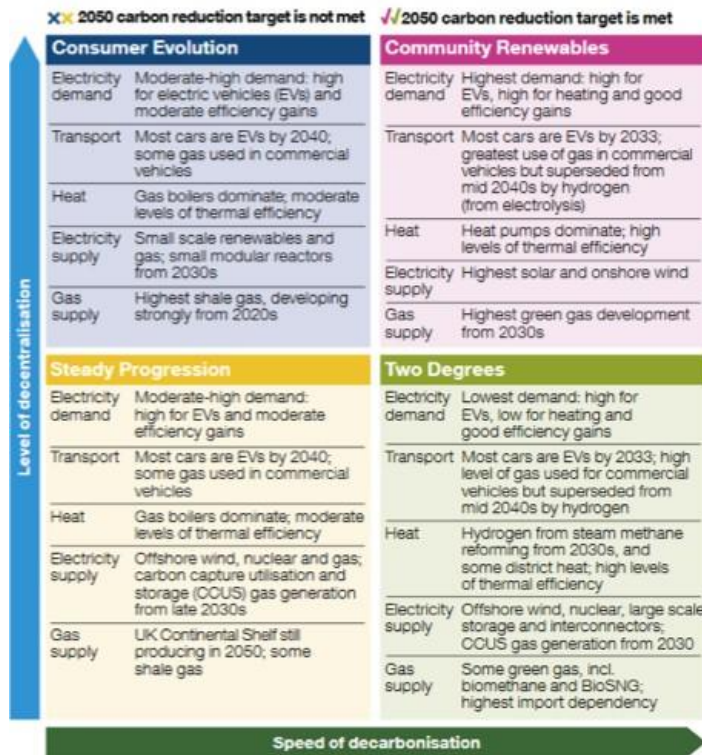 xx 2050 carbon reduction target is not met
✓✓ 2050 carbon reduction target is met
Consumer Evolution
Electricity demand
Moderate-high demand: high
for electric vehicles (EVs) and
moderate efficiency gains
Transport
Most cars are EVs by 2040;
some gas used in commercial
vehicles
Heat
Gas boilers dominate; moderate
levels of thermal efficiency
Electricity supply
Small scale renewables and
gas; small modular reactors
from 2030s
Gas supply
Highest shale gas, developing
strongly from 2020s
Community Renewables
Electricity demand
Highest demand: high for
EVs, high for heating and good
efficiency gains
Transport
Most cars are EVs by 2033;
greatest use of gas in commercial
vehicles but superseded from
mid 2040s by hydrogen
(from electrolysis)
Heat
Heat pumps dominate; high
levels of thermal efficiency
Electricity supply
Highest solar and onshore wind
Gas supply
Highest green gas development
from 2030s
Steady Progression
Electricity demand
Moderate-high demand:
high for EVs and moderate
efficiency gains
Transport
Most cars are EVs by 2040;
some gas used in commercial
vehicles
Heat
Gas boilers dominate; moderate
levels of thermal efficiency
Electricity supply
Offshore wind, nuclear and gas;
carbon capture utilisation and
storage (CCUS) gas generation
from late 2030s
Gas supply
UK Continental Shelf still
producing in 2050; some
shale gas
Two Degrees
Electricity demand
Lowest demand: high for
EVs, low for heating and
good efficiency gains
Transport
Most cars are EVs by 2033; high
level of gas used for commercial
vehicles but superseded from
mid 2040s by hydrogen
Heat
Hydrogen from steam methane
reforming from 2030s, and
some district heat; high levels
of thermal efficiency
Electricity supply
Offshore wind, nuclear, large scale
storage and interconnectors;
CCUS gas generation from 2030
Gas supply
Some green gas, incl.
biomethane and BioSNG;
highest import dependency
Level of decentralisation
Speed of decarbonisation